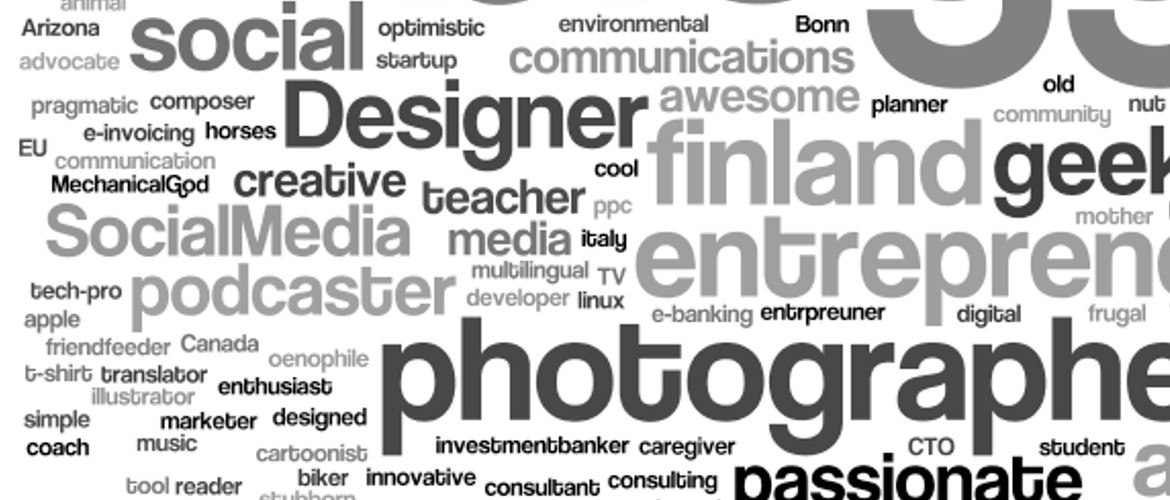 animal
Arizona social optimistic environmental Bonn
advocate startup communications
pragmatic composer Designer awesome planner old
community nut
e-invoicing horses
EU communication cool finland geek
MechanicalGod creative teacher ppc
SocialMedia media italy mother
multilingual TV entreprene
tech-pro podcaster developer linux
apple e-banking entrpreuner digital frugal
friendfeeder Canada oenophile photographe
t-shirt translator enthusiast
illustrator
simple marketer designed
coach music cartoonist investmentbanker caregiver CTO student
tool reader biker innovative consultant consulting passionate
stubborn